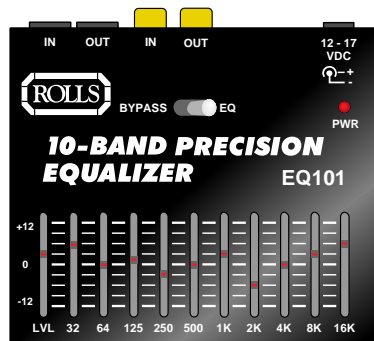 IN OUT IN OUT 12 - 17
VDC
- +
ROLLS
BYPASS EQ
PWR
10-BAND PRECISION
EQUALIZER
EQ101
+12
0
-12
LVL 32 64 125 250 500 1K 2K 4K 8K 16K